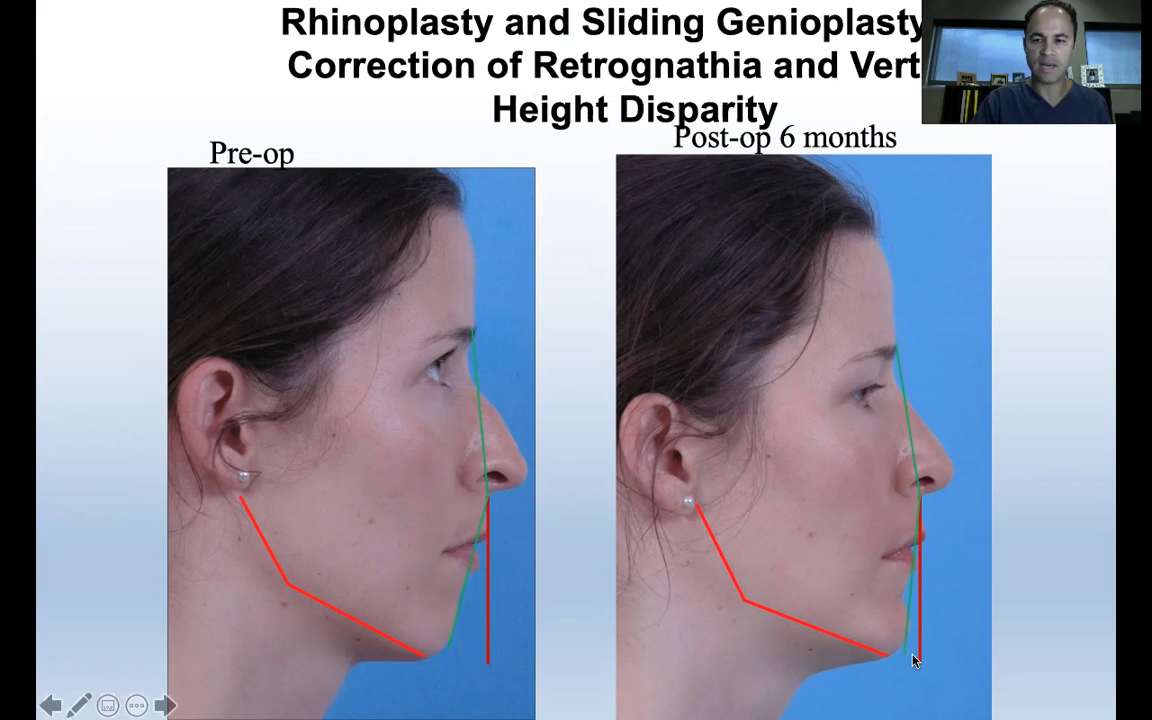 Rhinoplasty and Sliding Genioplasty
Correction of Retrognathia and Vert
Height Disparity
Pre-op
Post-op 6 months